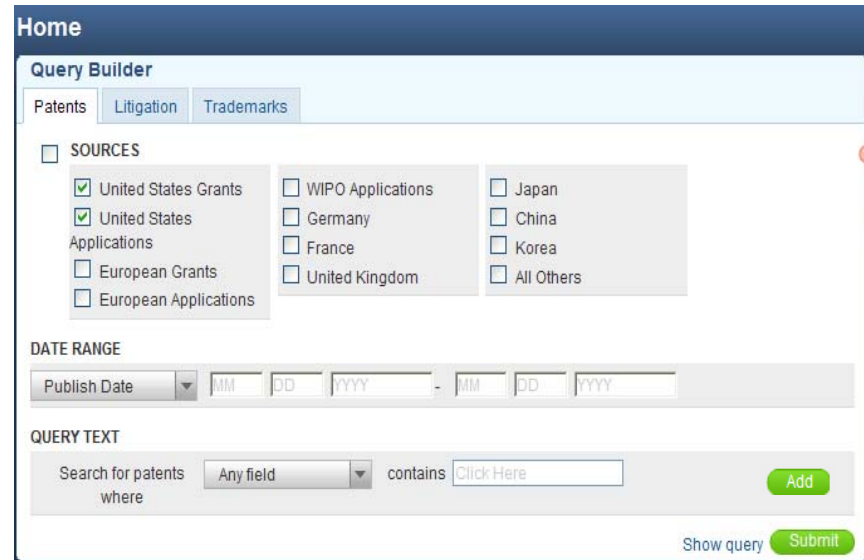 Home
Query Builder
Patents Litigation Trademarks
SOURCES
United States Grants WIPO Applications Japan
United States Germany China
Applications France Korea
European Grants United Kingdom All Others
European Applications
DATE RANGE
Publish Date MM DD YYYY - MM DD YYYY
QUERY TEXT
Search for patents Any field contains Click Here Add
where
Show query Submit